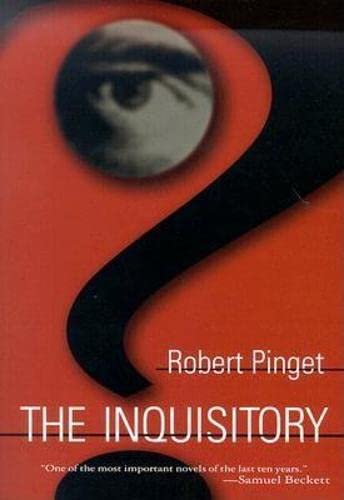 Robert Pinget
THE INQUISITORY
"One of the most important novels of the last ten years."
—Samuel Beckett